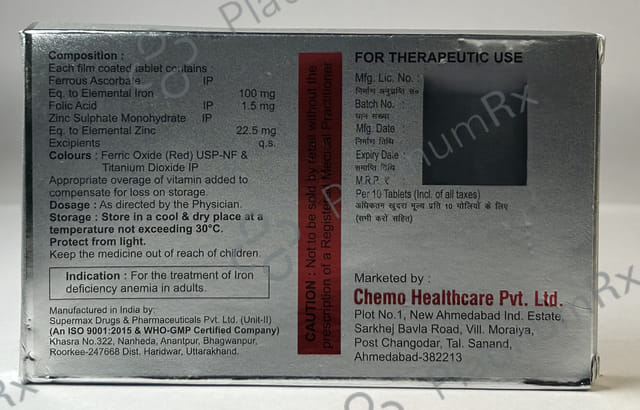 Composition :
Each film coated tablet contains :
Ferrous Ascorbate IP
Eq. to Elemental Iron 100 mg
Folic Acid IP 1.5 mg
Zinc Sulphate Monohydrate IP
Eq. to Elemental Zinc 22.5 mg
Excipients q.s.
Colours : Ferric Oxide (Red) USP-NF &
Titanium Dioxide IP
Appropriate overage of vitamin added to
compensate for loss on storage.
Dosage : As directed by the Physician.
Storage : Store in a cool & dry place at a
temperature not exceeding 30°C.
Protect from light.
Keep the medicine out of reach of children.
Indication : For the treatment of Iron
deficiency anemia in adults.
Manufactured in India by:
Supermax Drugs & Pharmaceuticals Pvt. Ltd. (Unit-II)
(An ISO 9001:2015 & WHO-GMP Certified Company)
Khasra No.322, Nanheda, Anantpur, Bhagwanpur,
Roorkee-247668 Dist. Haridwar, Uttarakhand.
CAUTION : Not to be sold by retail without the
prescription of a Registered Medical Practitioner
FOR THERAPEUTIC USE
Mfg. Lic. No. :
निर्माण अनुज्ञप्ति सं०
Batch No. :
घान संख्या
Mfg. Date :
निर्माण तिथि
Expiry Date :
समाप्ति तिथि
M.R.P. ₹
Per 10 Tablets (Incl. of all taxes)
अधिकतम खुदरा मूल्य प्रति 10 गोलियों के लिए
(सभी करों सहित)
Marketed by :
Chemo Healthcare Pvt. Ltd.
Plot No.1, New Ahmedabad Ind. Estate,
Sarkhej Bavla Road, Vill. Moraiya,
Post Changodar, Tal. Sanand,
Ahmedabad-382213
PlatinumRx